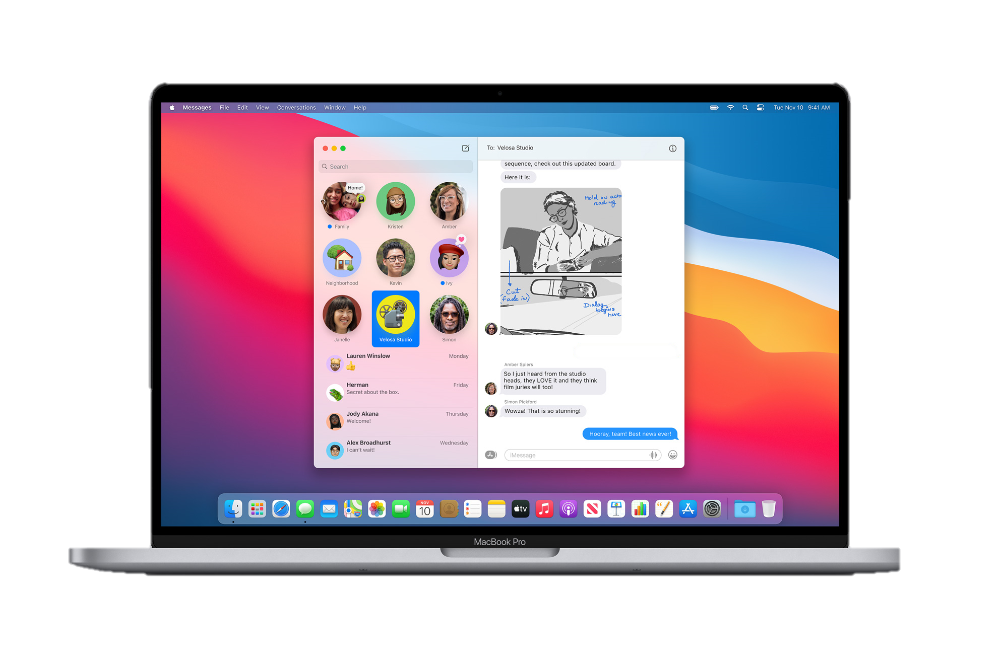 Messages File Edit View Conversations Window Help
Tue Nov 10 9:41 AM
To: Velosa Studio
Search
Home!
Family
Kristen
Amber
Neighborhood
Kevin
Ivy
Janelle
Velosa Studio
Simon
Lauren Winslow
Monday
Herman
Friday
Secret about the box.
Jody Akana
Thursday
Welcome!
Alex Broadhurst
Wednesday
I can't wait!
sequence, check out this updated board.
Here it is:
Hold on acto
reading
Cut
(fade in)
Dialog
begins
here
Amber Spiers
So I just heard from the studio
heads, they LOVE it and they think
film juries will too!
Simon Pickford
Wowza! That is so stunning!
Hooray, team! Best news ever!
iMessage
NOV
10
tv
MacBook Pro